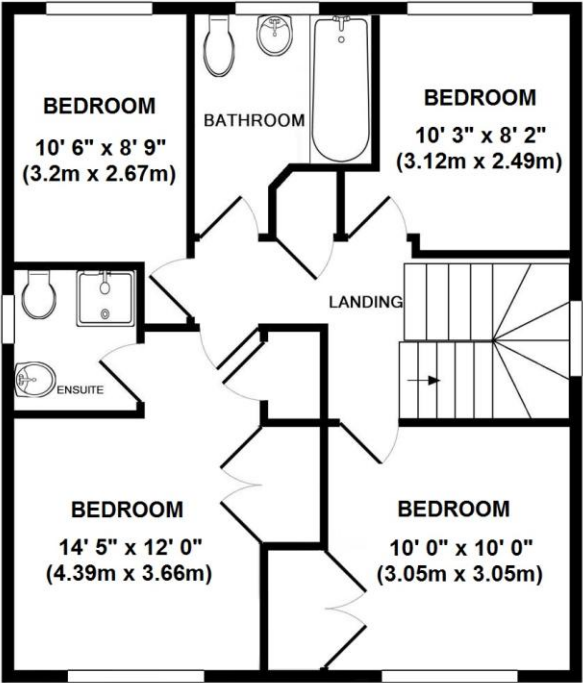 BEDROOM
10' 6" x 8' 9"
(3.2m x 2.67m)
BATHROOM
BEDROOM
10' 3" x 8' 2"
(3.12m x 2.49m)
LANDING
ENSUITE
BEDROOM
14' 5" x 12' 0"
(4.39m x 3.66m)
BEDROOM
10' 0" x 10' 0"
(3.05m x 3.05m)